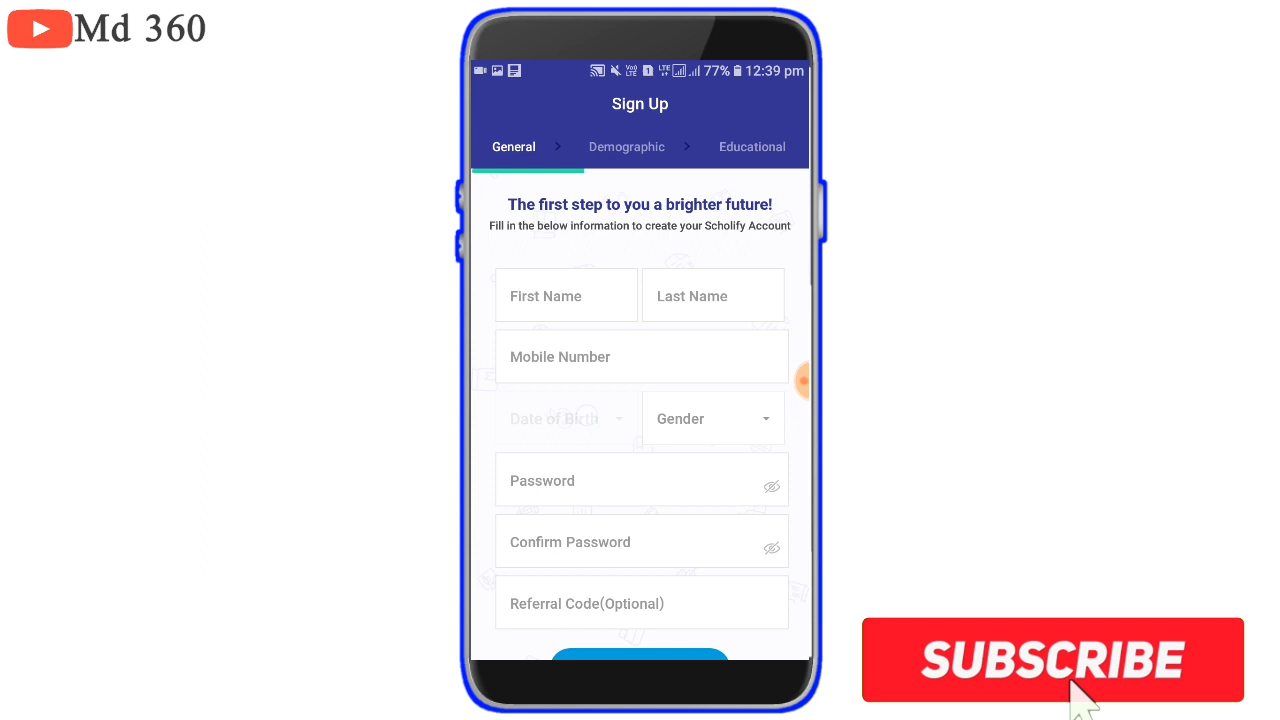 Md 360
77% 12:39 pm
Sign Up
General > Demographic > Educational
The first step to you a brighter future!
Fill in the below information to create your Scholify Account
First Name Last Name
Mobile Number
Date of Birth Gender
Password
Confirm Password
Referral Code(Optional)
SUBSCRIBE